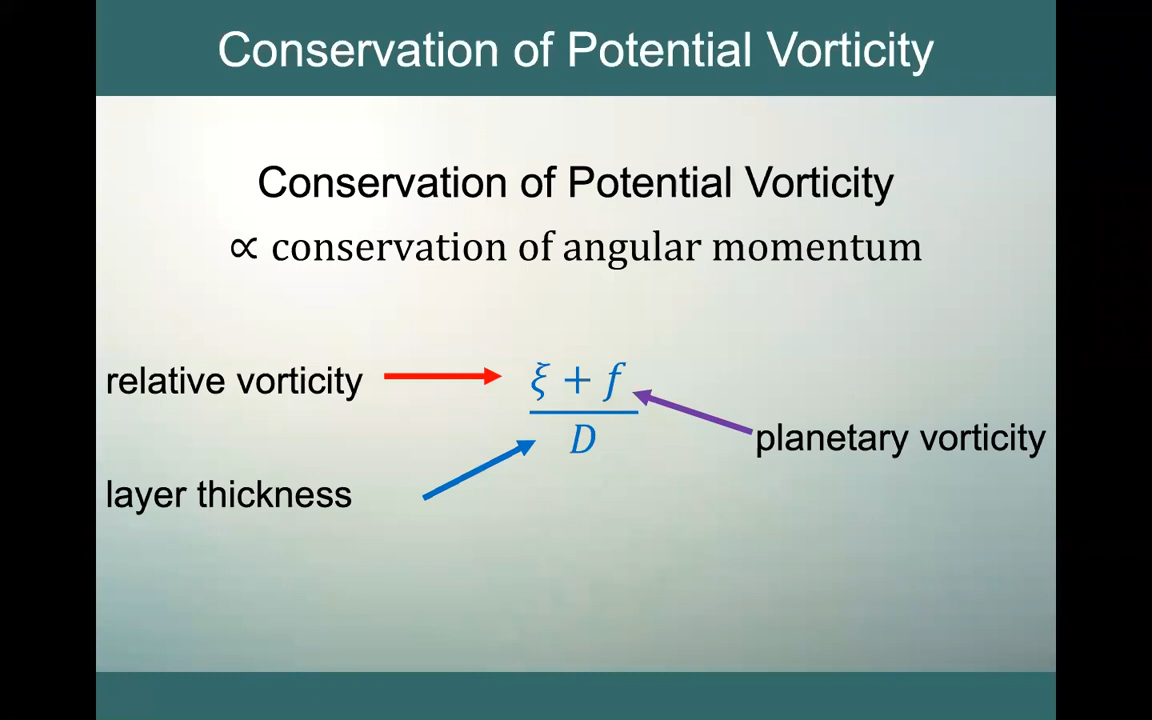 Conservation of Potential Vorticity
Conservation of Potential Vorticity
∝ conservation of angular momentum
relative vorticity
ξ + f
D
planetary vorticity
layer thickness